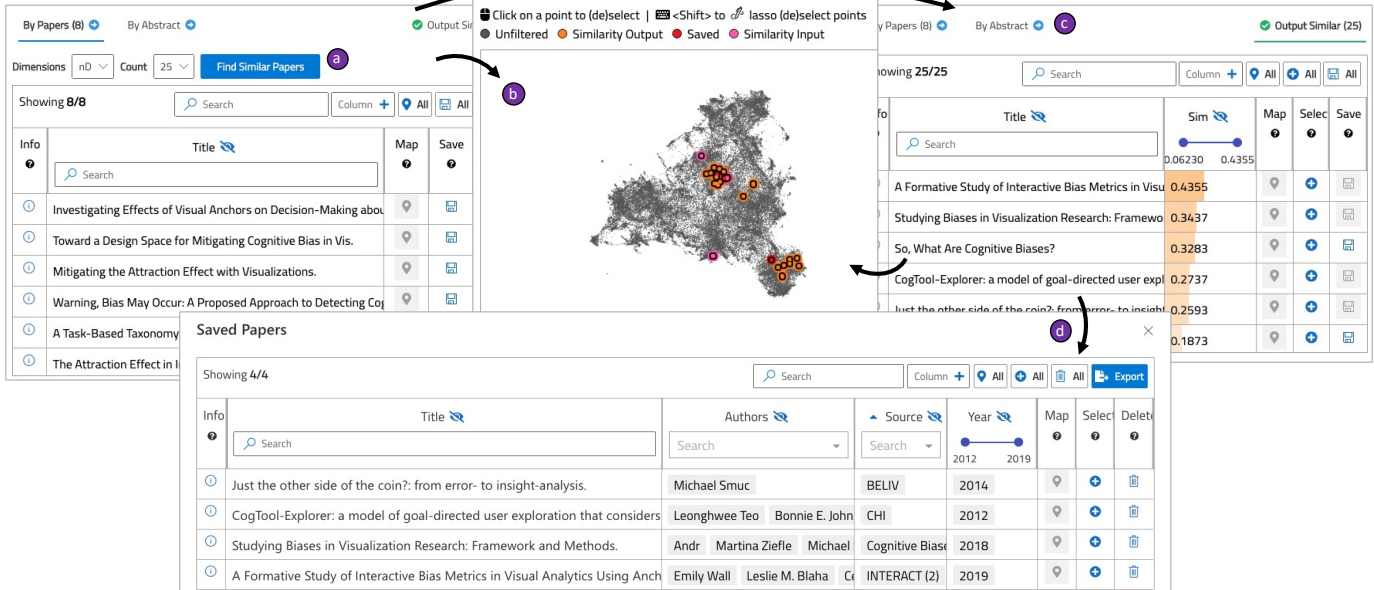 By Papers (8)
By Abstract
Output Sim
Dimensions nD Count 25 Find Similar Papers
a
Showing 8/8
Search
Column + All All
Info
Title
Map
Save
Search
Investigating Effects of Visual Anchors on Decision-Making abou
Toward a Design Space for Mitigating Cognitive Bias in Vis.
Mitigating the Attraction Effect with Visualizations.
Warning, Bias May Occur: A Proposed Approach to Detecting Cog
A Task-Based Taxonomy
The Attraction Effect in I
Click on a point to (de)select | <Shift> to lasso (de)select points
Unfiltered Similarity Output Saved Similarity Input
b
y Papers (8)
By Abstract
c
Output Similar (25)
owing 25/25
Search
Column + All All All
fo
Title
Sim
Map
Selec
Save
Search
0.06230 0.4355
A Formative Study of Interactive Bias Metrics in Visu 0.4355
Studying Biases in Visualization Research: Framewo 0.3437
So, What Are Cognitive Biases? 0.3283
CogTool-Explorer: a model of goal-directed user expl 0.2737
Just the other side of the coin?: from error- to insight 0.2593
0.1873
Saved Papers
d
Showing 4/4
Search
Column + All All All Export
Info
Title
Authors
Source
Year
Map
Select
Delete
Search
Search
Search
2012 2019
Just the other side of the coin?: from error- to insight-analysis. Michael Smuc BELIV 2014
CogTool-Explorer: a model of goal-directed user exploration that considers Leonghwee Teo Bonnie E. John CHI 2012
Studying Biases in Visualization Research: Framework and Methods. Andr Martina Ziefle Michael Cognitive Biase 2018
A Formative Study of Interactive Bias Metrics in Visual Analytics Using Anch Emily Wall Leslie M. Blaha Ce INTERACT (2) 2019